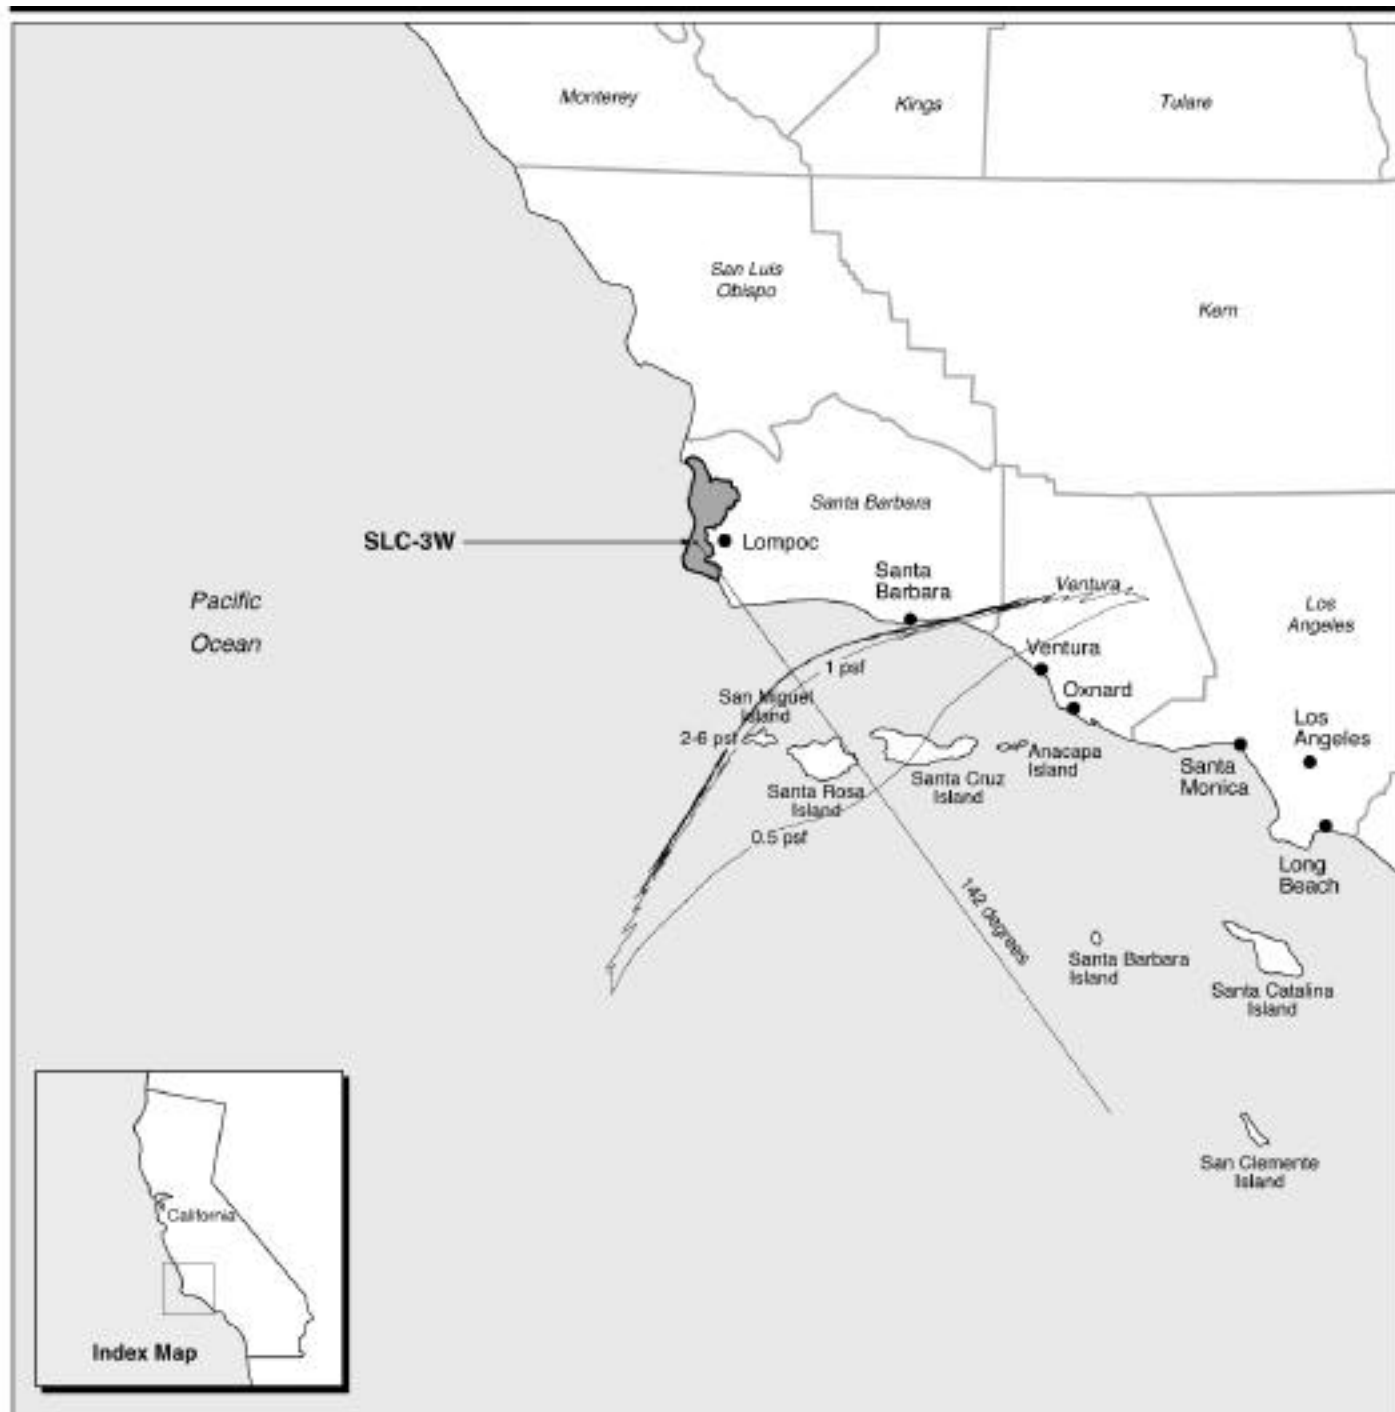 Monterey
Kings
Tulare
San Luis
Obispo
Kern
Santa Barbara
SLC-3W
Lompoc
Santa
Barbara
Ventura
Pacific
Ocean
Los
Angeles
Ventura
1 psf
Oxnard
San Miguel
Island
2-6 psf
Los
Angeles
Anacapa
Island
Santa
Monica
Santa Cruz
Island
Santa Rosa
Island
0.5 psf
Long
Beach
142 degrees
Santa Barbara
Island
Santa Catalina
Island
San Clemente
Island
California
Index Map